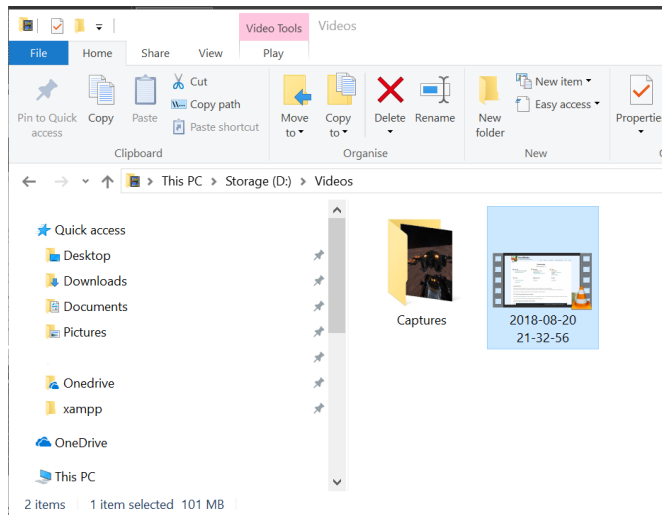 Video Tools Videos
File Home Share View Play
Pin to Quick access
Copy
Paste
Cut
Copy path
Paste shortcut
Clipboard
Move to
Copy to
Delete
Rename
Organise
New folder
New item
Easy access
New
Properties
This PC > Storage (D:) > Videos
Quick access
Desktop
Downloads
Documents
Pictures
Onedrive
xampp
OneDrive
This PC
Captures
2018-08-20
21-32-56
2 items 1 item selected 101 MB